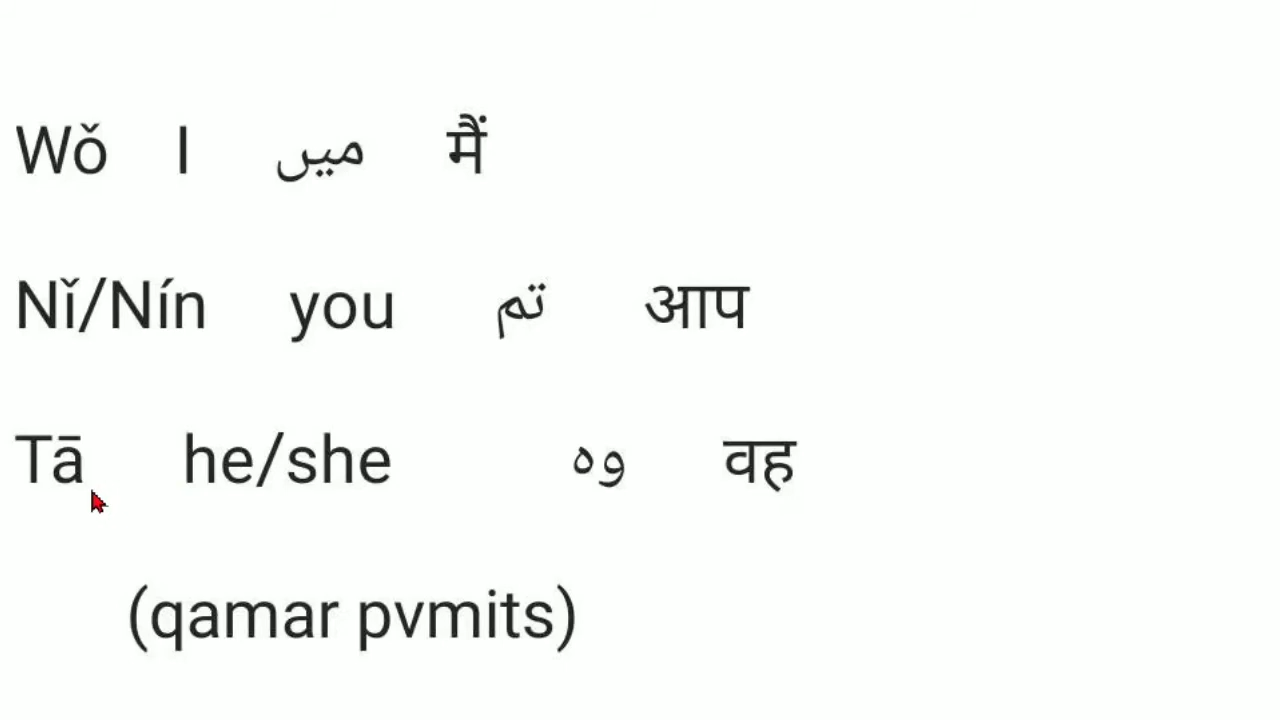 Wǒ I میں मैं
Nǐ/Nín you تم आप
Tā he/she وہ वह
(qamar pvmits)